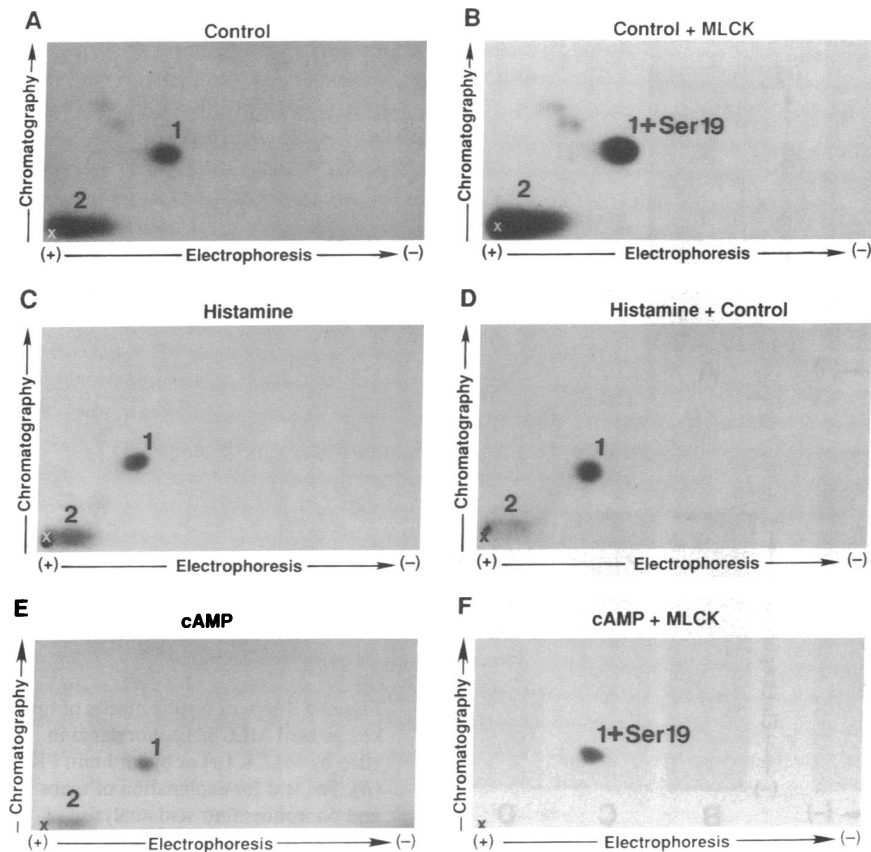 A
Control
Chromatography
1
2
x
(+) Electrophoresis (–)
B
Control + MLCK
Chromatography
1+Ser19
2
x
(+) Electrophoresis (–)
C
Histamine
Chromatography
1
2
x
(+) Electrophoresis (–)
D
Histamine + Control
Chromatography
1
2
x
(+) Electrophoresis (–)
E
cAMP
Chromatography
1
2
x
(+) Electrophoresis (–)
F
cAMP + MLCK
Chromatography
1+Ser19
x
(+) Electrophoresis (–)